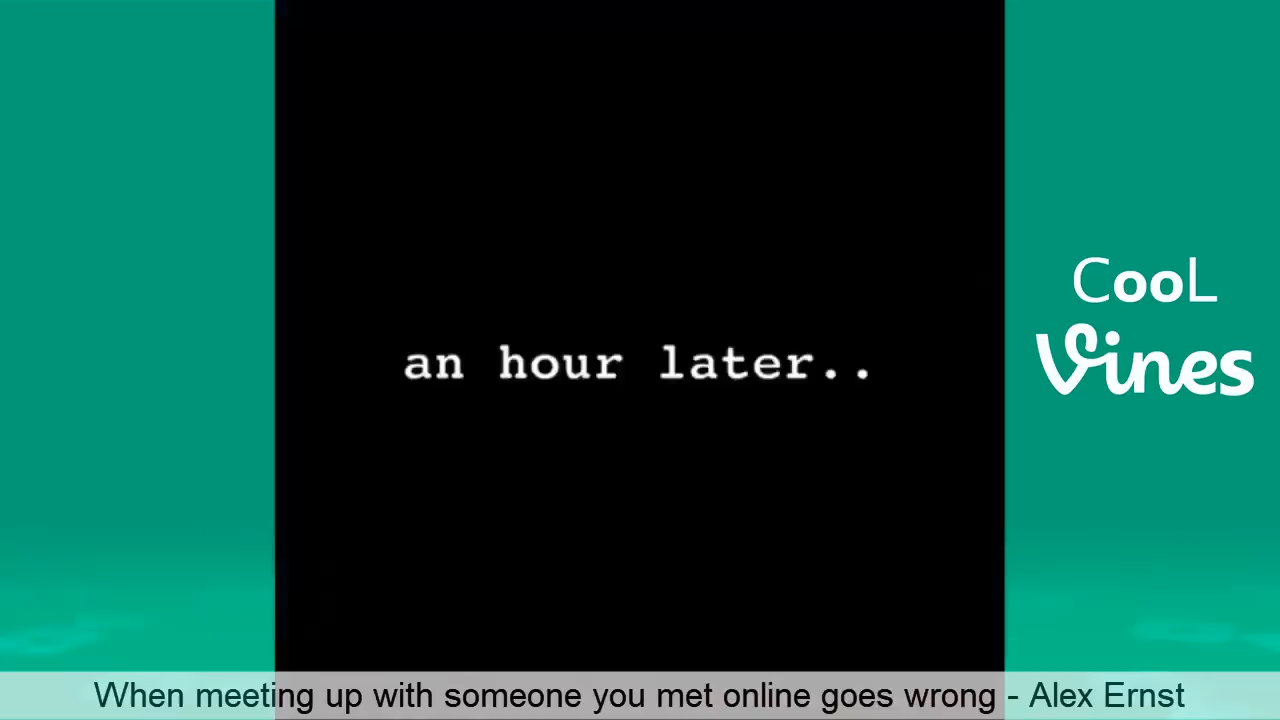 CooL
Vines
an hour later..
When meeting up with someone you met online goes wrong - Alex Ernst